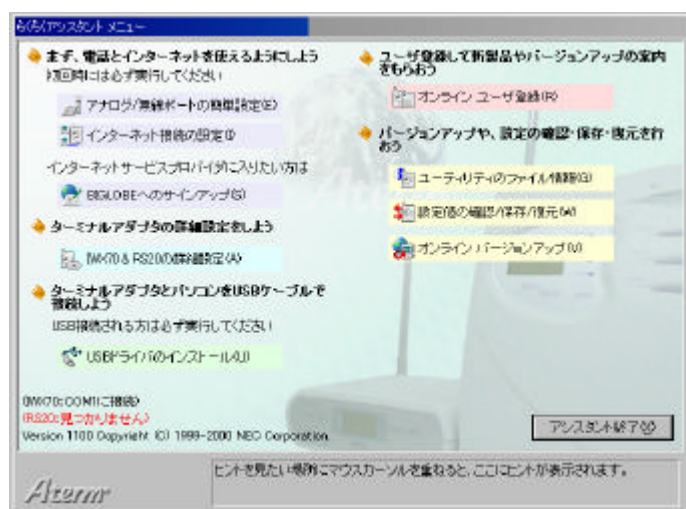 らくらくアシスタント メニュー
まず、電話とインターネットを使えるようにしよう
初回時には必ず実行してください
アナログ/無線ポートの簡単設定(E)
インターネット接続の設定(I)
インターネットサービスプロバイダに入りたい方は
BIGLOBEへのサインアップ(S)
ターミナルアダプタの詳細設定をしよう
IWX70 & RS20の詳細設定(A)
ターミナルアダプタとパソコンをUSBケーブルで
接続しよう
USB接続される方は必ず実行してください
USBドライバのインストール(U)
ユーザ登録して新製品やバージョンアップの案内
をもらおう
オンライン ユーザ登録(R)
バージョンアップや、設定の確認・保存・復元を行
おう
ユーティリティのファイル情報(G)
設定値の確認/保存/復元(M)
オンライン バージョンアップ(V)
(IWX70:COM1に接続)
(RS20:見つかりません)
Version 11.00 Copyright (C) 1999-2000 NEC Corporation.
アシスタント終了(X)
ヒントを見たい場所にマウスカーソルを重ねると、ここにヒントが表示されます。
Aterm